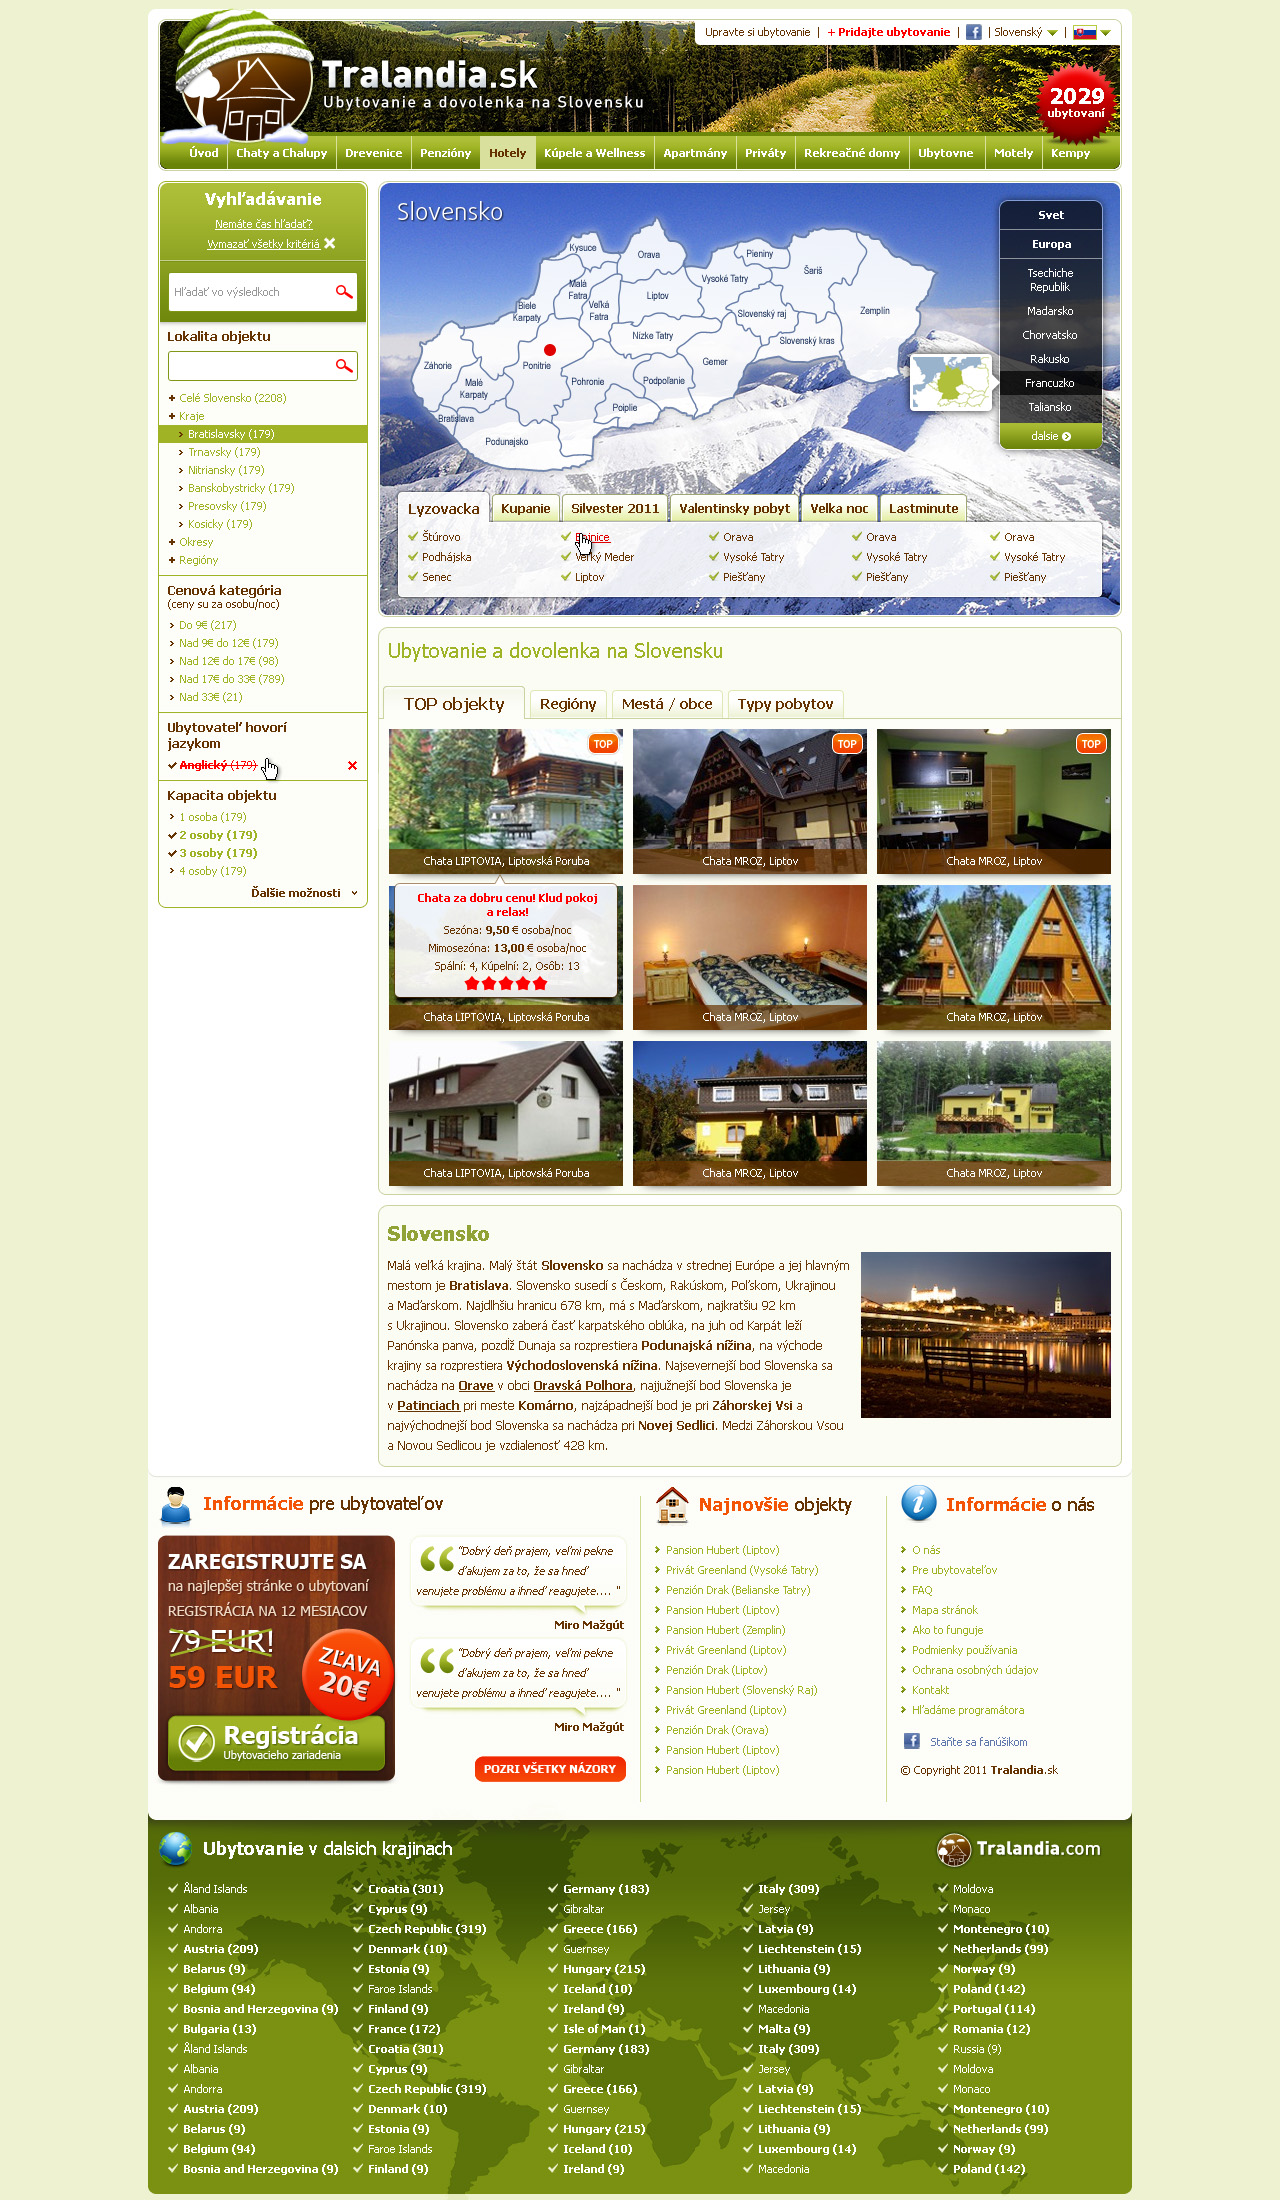 Upravte si ubytovanie | + Pridajte ubytovanie | | Slovenský |
Tralandia.sk
Ubytovanie a dovolenka na Slovensku
2029
ubytovaní
Úvod Chaty a Chalupy Drevenice Penzióny Hotely Kúpele a Wellness Apartmány Priváty Rekreačné domy Ubytovne Motely Kempy
Vyhľadávanie
Nemáte čas hľadať?
Vymazať všetky kritériá
Hľadať vo výsledkoch
Lokalita objektu
Celé Slovensko (2208)
Kraje
Bratislavsky (179)
Trnavsky (179)
Nitriansky (179)
Banskobystricky (179)
Presovsky (179)
Kosicky (179)
Okresy
Regióny
Cenová kategória
(ceny su za osobu/noc)
Do 9€ (217)
Nad 9€ do 12€ (179)
Nad 12€ do 17€ (98)
Nad 17€ do 33€ (789)
Nad 33€ (21)
Ubytovateľ hovorí
jazykom
Anglický (179)
Kapacita objektu
1 osoba (179)
2 osoby (179)
3 osoby (179)
4 osoby (179)
Ďalšie možnosti
Slovensko
Kysuce
Orava
Pieniny
Šariš
Malá
Fatra
Vysoké Tatry
Liptov
Biele
Karpaty
Veľká
Fatra
Slovenský raj
Zemplín
Nízke Tatry
Slovenský kras
Záhorie
Ponitrie
Gemer
Malé
Karpaty
Pohronie
Podpoľanie
Poiplie
Bratislava
Podunajsko
Svet
Europa
Tsechiche
Republik
Madarsko
Chorvatsko
Rakusko
Francuzko
Taliansko
dalsie
Lyzovacka Kupanie Silvester 2011 Valentinsky pobyt Velka noc Lastminute
Štúrovo Orava Orava Orava
Podhájska Veľký Meder Vysoké Tatry Vysoké Tatry Vysoké Tatry
Senec Liptov Piešťany Piešťany Piešťany
Ubytovanie a dovolenka na Slovensku
TOP objekty Regióny Mestá / obce Typy pobytov
TOP TOP TOP
Chata LIPTOVIA, Liptovská Poruba Chata MROZ, Liptov Chata MROZ, Liptov
Chata za dobru cenu! Klud pokoj
a relax!
Sezóna: 9,50 € osoba/noc
Mimosezóna: 13,00 € osoba/noc
Spální: 4, Kúpelní: 2, Osôb: 13
Chata LIPTOVIA, Liptovská Poruba Chata MROZ, Liptov Chata MROZ, Liptov
Chata LIPTOVIA, Liptovská Poruba Chata MROZ, Liptov Chata MROZ, Liptov
Slovensko
Malá veľká krajina. Malý štát Slovensko sa nachádza v strednej Európe a jej hlavným
mestom je Bratislava. Slovensko susedí s Českom, Rakúskom, Poľskom, Ukrajinou
a Maďarskom. Najdlhšiu hranicu 678 km, má s Maďarskom, najkratšiu 92 km
s Ukrajinou. Slovensko zaberá časť karpatského oblúka, na juh od Karpát leží
Panónska panva, pozdĺž Dunaja sa rozprestiera Podunajská nížina, na východe
krajiny sa rozprestiera Východoslovenská nížina. Najsevernejší bod Slovenska sa
nachádza na Orave v obci Oravská Polhora, najjužnejší bod Slovenska je
v Patinciach pri meste Komárno, najzápadnejší bod je pri Záhorskej Vsi a
najvýchodnejší bod Slovenska sa nachádza pri Novej Sedlici. Medzi Záhorskou Vsou
a Novou Sedlicou je vzdialenosť 428 km.
Informácie pre ubytovateľov
ZAREGISTRUJTE SA
na najlepšej stránke o ubytovaní
REGISTRÁCIA NA 12 MESIACOV
79 EUR!
59 EUR
ZĽAVA
20€
Registrácia
Ubytovacieho zariadenia
"Dobrý deň prajem, veľmi pekne
ďakujem za to, že sa hneď
venujete problému a ihneď reagujete.... "
Miro Mažgút
"Dobrý deň prajem, veľmi pekne
ďakujem za to, že sa hneď
venujete problému a ihneď reagujete.... "
Miro Mažgút
POZRI VŠETKY NÁZORY
Najnovšie objekty
Pansion Hubert (Liptov)
Privát Greenland (Vysoké Tatry)
Penzión Drak (Belianske Tatry)
Pansion Hubert (Liptov)
Pansion Hubert (Zemplin)
Privát Greenland (Liptov)
Penzión Drak (Liptov)
Pansion Hubert (Slovenský Raj)
Privát Greenland (Liptov)
Penzión Drak (Orava)
Pansion Hubert (Liptov)
Pansion Hubert (Liptov)
Informácie o nás
O nás
Pre ubytovateľov
FAQ
Mapa stránok
Ako to funguje
Podmienky používania
Ochrana osobných údajov
Kontakt
Hľadáme programátora
Staňte sa fanúšikom
© Copyright 2011 Tralandia.sk
Ubytovanie v dalsich krajinach
Tralandia.com
Åland Islands Croatia (301) Germany (183) Italy (309) Moldova
Albania Cyprus (9) Gibraltar Jersey Monaco
Andorra Czech Republic (319) Greece (166) Latvia (9) Montenegro (10)
Austria (209) Denmark (10) Guernsey Liechtenstein (15) Netherlands (99)
Belarus (9) Estonia (9) Hungary (215) Lithuania (9) Norway (9)
Belgium (94) Faroe Islands Iceland (10) Luxembourg (14) Poland (142)
Bosnia and Herzegovina (9) Finland (9) Ireland (9) Macedonia Portugal (114)
Bulgaria (13) France (172) Isle of Man (1) Malta (9) Romania (12)
Åland Islands Croatia (301) Germany (183) Italy (309) Russia (9)
Albania Cyprus (9) Gibraltar Jersey Moldova
Andorra Czech Republic (319) Greece (166) Latvia (9) Monaco
Austria (209) Denmark (10) Guernsey Liechtenstein (15) Montenegro (10)
Belarus (9) Estonia (9) Hungary (215) Lithuania (9) Netherlands (99)
Belgium (94) Faroe Islands Iceland (10) Luxembourg (14) Norway (9)
Bosnia and Herzegovina (9) Finland (9) Ireland (9) Macedonia Poland (142)